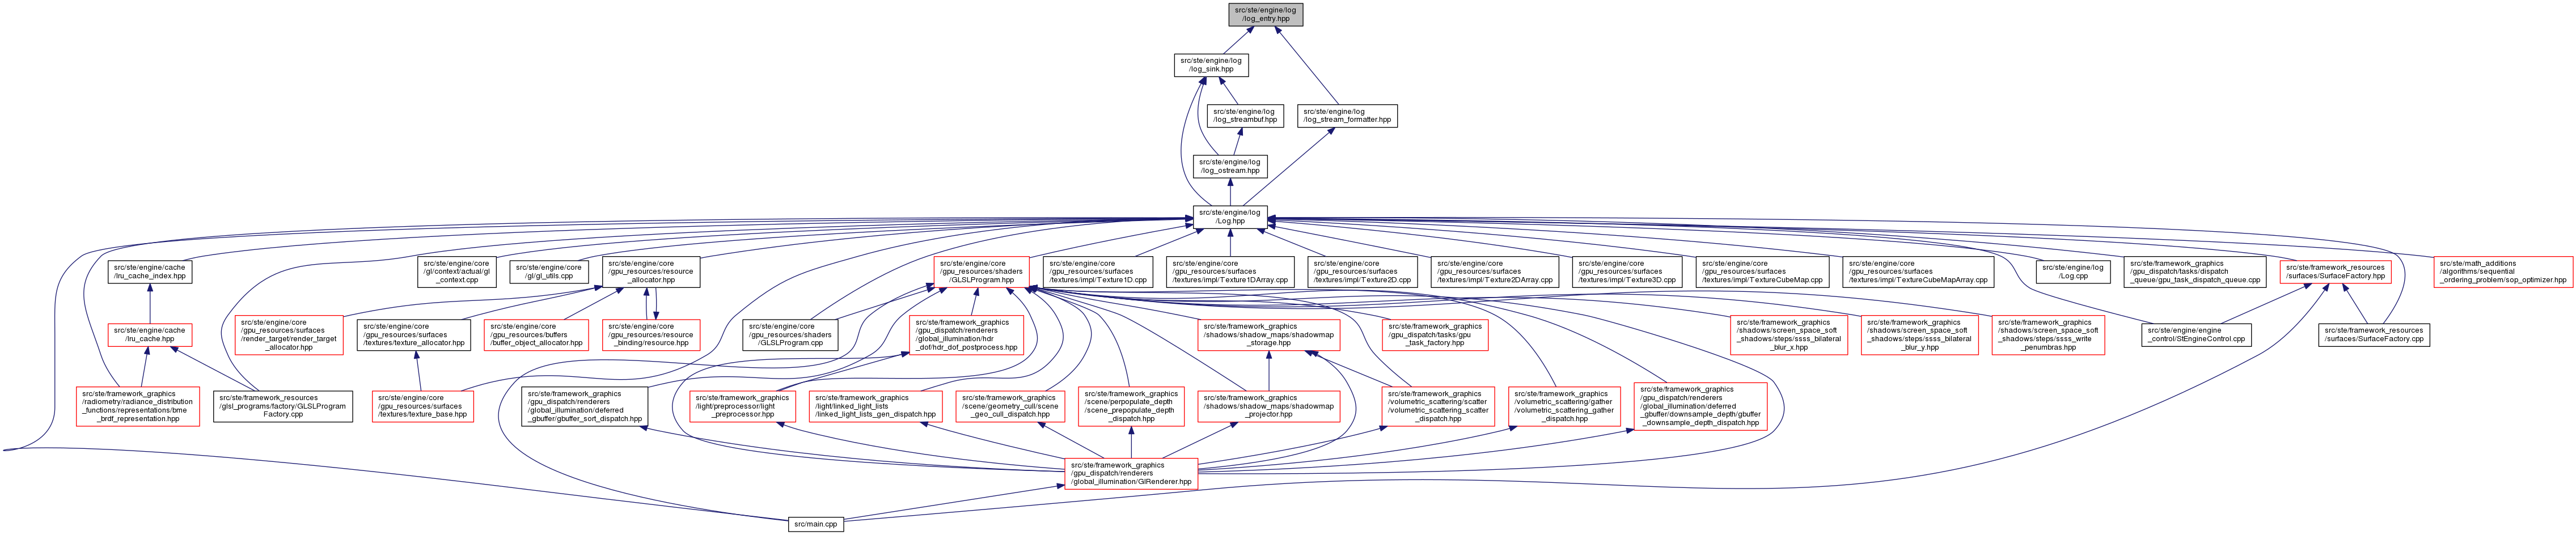 src/ste/engine/log
/log_entry.hpp
src/ste/engine/log
/log_sink.hpp
src/ste/engine/log
/log_streambuf.hpp
src/ste/engine/log
/log_stream_formatter.hpp
src/ste/engine/log
/log_ostream.hpp
src/ste/engine/log
/Log.hpp
src/ste/engine/cache
/lru_cache_index.hpp
src/ste/engine/core
/gl/context/actual/gl
_context.cpp
src/ste/engine/core
/gl/gl_utils.cpp
src/ste/engine/core
/gpu_resources/resource
_allocator.hpp
src/ste/engine/core
/gpu_resources/shaders
/GLSLProgram.hpp
src/ste/engine/core
/gpu_resources/surfaces
/textures/impl/Texture1D.cpp
src/ste/engine/core
/gpu_resources/surfaces
/textures/impl/Texture1DArray.cpp
src/ste/engine/core
/gpu_resources/surfaces
/textures/impl/Texture2D.cpp
src/ste/engine/core
/gpu_resources/surfaces
/textures/impl/Texture2DArray.cpp
src/ste/engine/core
/gpu_resources/surfaces
/textures/impl/Texture3D.cpp
src/ste/engine/core
/gpu_resources/surfaces
/textures/impl/TextureCubeMap.cpp
src/ste/engine/core
/gpu_resources/surfaces
/textures/impl/TextureCubeMapArray.cpp
src/ste/engine/log
/Log.cpp
src/ste/framework_graphics
/gpu_dispatch/tasks/dispatch
_queue/gpu_task_dispatch_queue.cpp
src/ste/framework_resources
/surfaces/SurfaceFactory.hpp
src/ste/math_additions
/algorithms/sequential
_ordering_problem/sop_optimizer.hpp
src/ste/engine/cache
/lru_cache.hpp
src/ste/engine/core
/gpu_resources/surfaces
/render_target/render_target
_allocator.hpp
src/ste/engine/core
/gpu_resources/surfaces
/textures/texture_allocator.hpp
src/ste/engine/core
/gpu_resources/buffers
/buffer_object_allocator.hpp
src/ste/engine/core
/gpu_resources/resource
_binding/resource.hpp
src/ste/engine/core
/gpu_resources/shaders
/GLSLProgram.cpp
src/ste/framework_graphics
/gpu_dispatch/renderers
/global_illumination/hdr
_dof/hdr_dof_postprocess.hpp
src/ste/framework_graphics
/shadows/shadow_maps/shadowmap
_storage.hpp
src/ste/framework_graphics
/gpu_dispatch/tasks/gpu
_task_factory.hpp
src/ste/framework_graphics
/shadows/screen_space_soft
_shadows/steps/ssss_bilateral
_blur_x.hpp
src/ste/framework_graphics
/shadows/screen_space_soft
_shadows/steps/ssss_bilateral
_blur_y.hpp
src/ste/framework_graphics
/shadows/screen_space_soft
_shadows/steps/ssss_write
_penumbras.hpp
src/ste/engine/engine
_control/StEngineControl.cpp
src/ste/framework_resources
/surfaces/SurfaceFactory.cpp
src/ste/framework_graphics
/radiometry/radiance_distribution
_functions/representations/bme
_brdf_representation.hpp
src/ste/framework_resources
/glsl_programs/factory/GLSLProgram
Factory.cpp
src/ste/engine/core
/gpu_resources/surfaces
/textures/texture_base.hpp
src/ste/framework_graphics
/gpu_dispatch/renderers
/global_illumination/deferred
_gbuffer/gbuffer_sort_dispatch.hpp
src/ste/framework_graphics
/light/preprocessor/light
_preprocessor.hpp
src/ste/framework_graphics
/light/linked_light_lists
/linked_light_lists_gen_dispatch.hpp
src/ste/framework_graphics
/scene/geometry_cull/scene
_geo_cull_dispatch.hpp
src/ste/framework_graphics
/scene/perpopulate_depth
/scene_prepopulate_depth
_dispatch.hpp
src/ste/framework_graphics
/shadows/shadow_maps/shadowmap
_projector.hpp
src/ste/framework_graphics
/volumetric_scattering/scatter
/volumetric_scattering_scatter
_dispatch.hpp
src/ste/framework_graphics
/volumetric_scattering/gather
/volumetric_scattering_gather
_dispatch.hpp
src/ste/framework_graphics
/gpu_dispatch/renderers
/global_illumination/deferred
_gbuffer/downsample_depth/gbuffer
_downsample_depth_dispatch.hpp
src/ste/framework_graphics
/gpu_dispatch/renderers
/global_illumination/GIRenderer.hpp
src/main.cpp